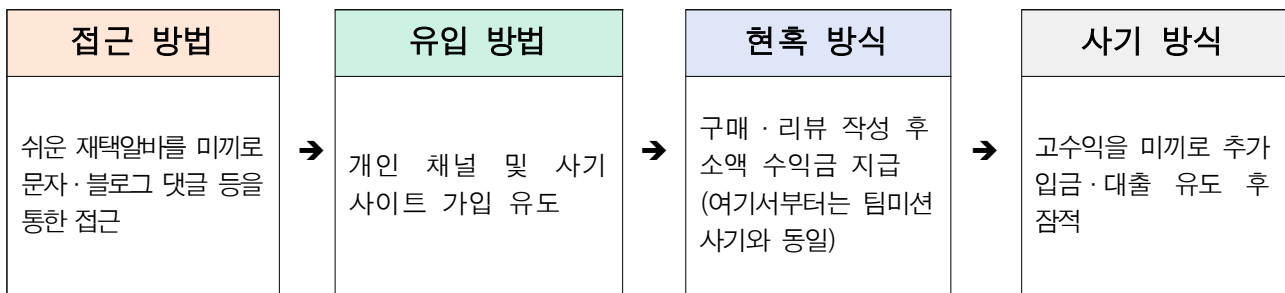 접근 방법
쉬운 재택알바를 미끼로
문자·블로그 댓글 등을
통한 접근
➔
유입 방법
개인 채널 및 사기
사이트 가입 유도
➔
현혹 방식
구매·리뷰 작성 후
소액 수익금 지급
(여기서부터는 팀미션
사기와 동일)
➔
사기 방식
고수익을 미끼로 추가
입금·대출 유도 후
잠적